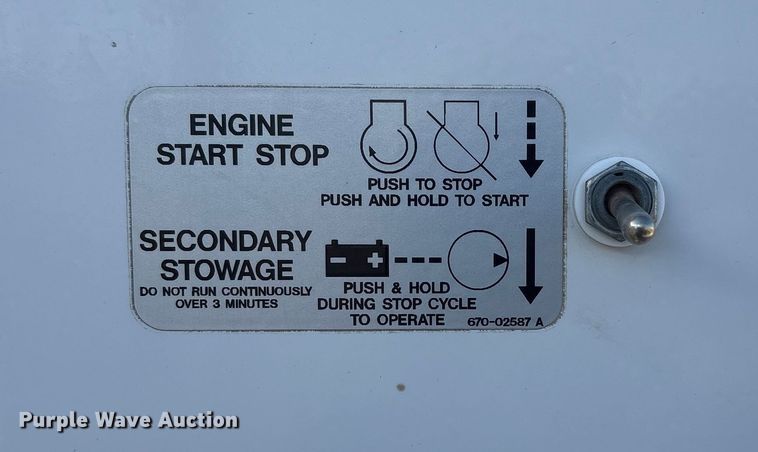 ENGINE
START STOP
PUSH TO STOP
PUSH AND HOLD TO START
SECONDARY
STOWAGE
DO NOT RUN CONTINUOUSLY
OVER 3 MINUTES
PUSH & HOLD
DURING STOP CYCLE
TO OPERATE
670-02587 A
Purple Wave Auction